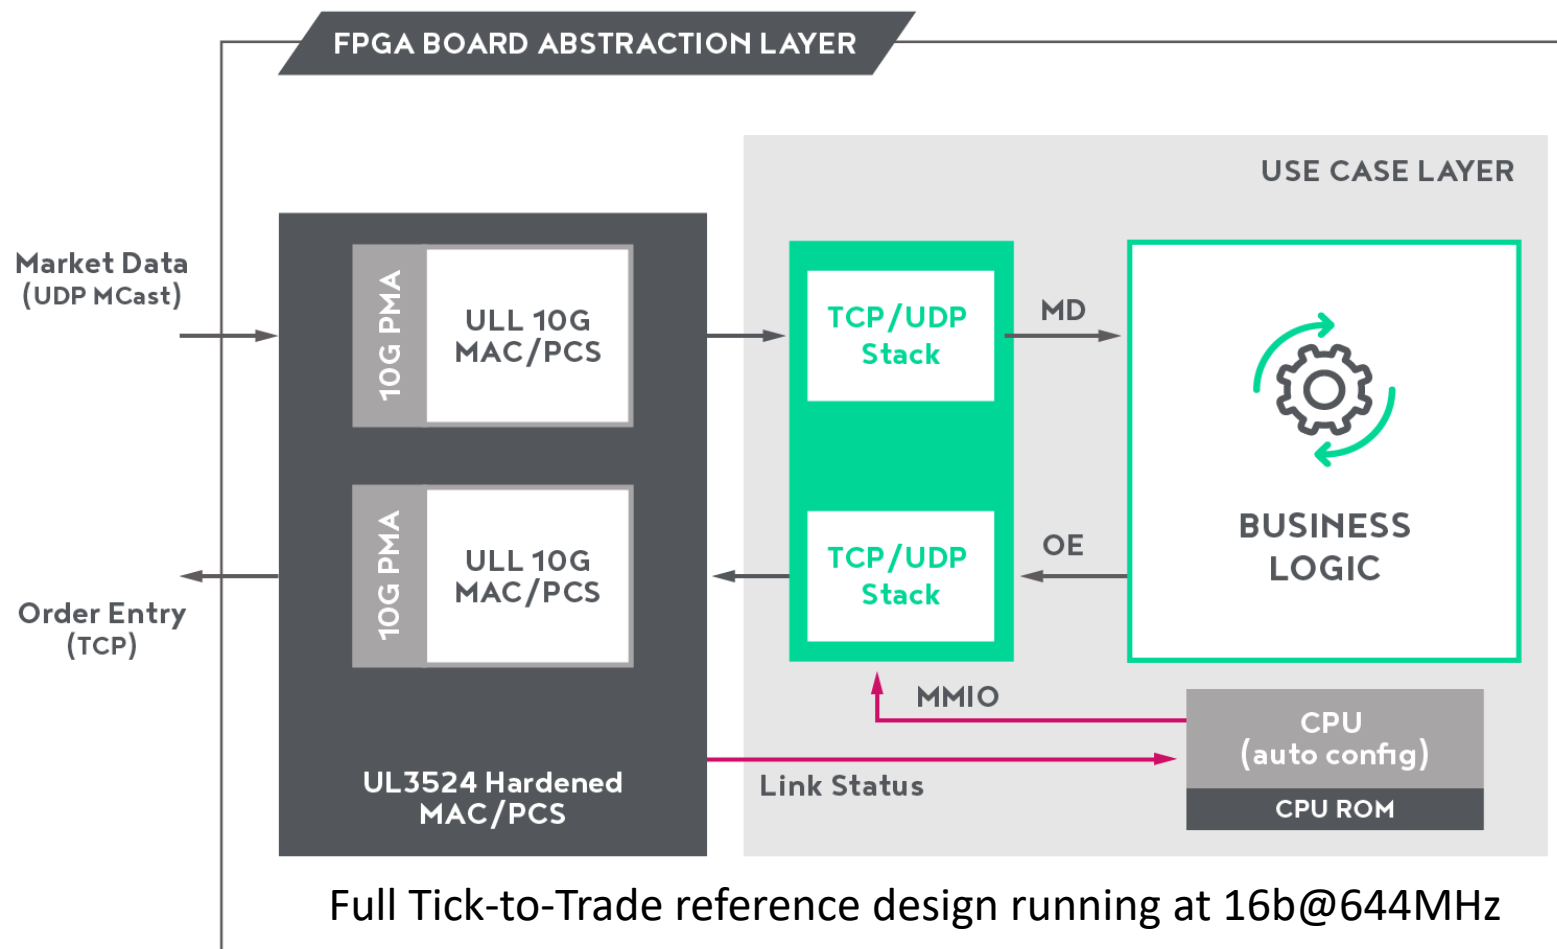 FPGA BOARD ABSTRACTION LAYER
USE CASE LAYER
Market Data
(UDP MCast)
10G PMA
ULL 10G
MAC/PCS
TCP/UDP
Stack
MD
BUSINESS
LOGIC
Order Entry
(TCP)
10G PMA
ULL 10G
MAC/PCS
TCP/UDP
Stack
OE
MMIO
CPU
(auto config)
CPU ROM
Link Status
UL3524 Hardened
MAC/PCS
Full Tick-to-Trade reference design running at 16b@644MHz